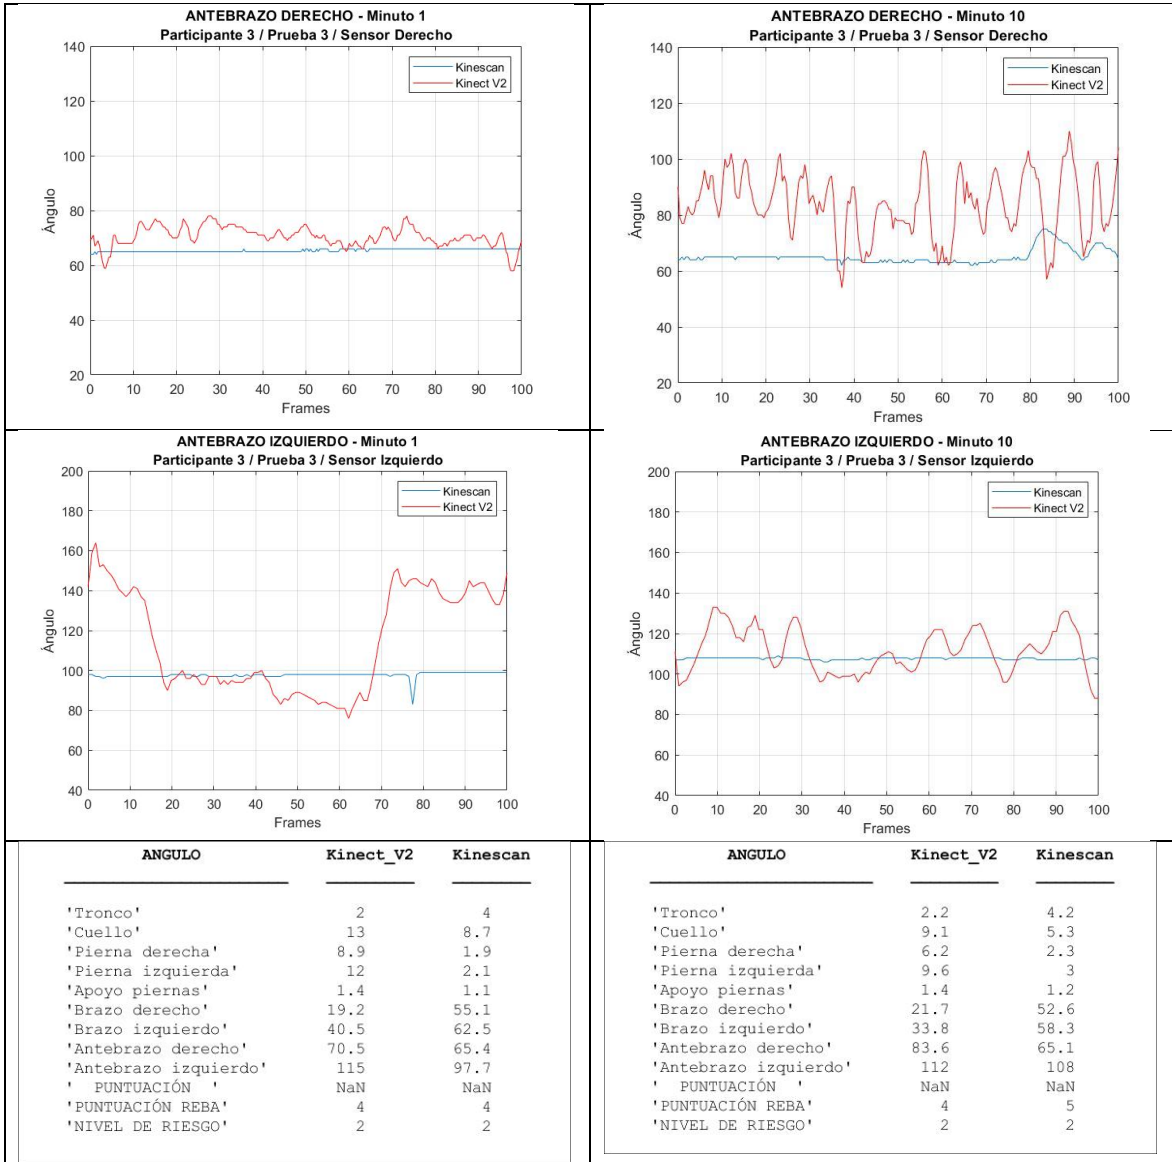 ANTEBRAZO DERECHO - Minuto 1
Participante 3 / Prueba 3 / Sensor Derecho
140
120
100
80
60
40
20
Ángulo
Kinescan
Kinect V2
0 10 20 30 40 50 60 70 80 90 100
Frames
ANTEBRAZO DERECHO - Minuto 10
Participante 3 / Prueba 3 / Sensor Derecho
140
120
100
80
60
40
20
Ángulo
Kinescan
Kinect V2
0 10 20 30 40 50 60 70 80 90 100
Frames
ANTEBRAZO IZQUIERDO - Minuto 1
Participante 3 / Prueba 3 / Sensor Izquierdo
200
180
160
140
120
100
80
60
40
Ángulo
Kinescan
Kinect V2
0 10 20 30 40 50 60 70 80 90 100
Frames
ANTEBRAZO IZQUIERDO - Minuto 10
Participante 3 / Prueba 3 / Sensor Izquierdo
200
180
160
140
120
100
80
60
40
Ángulo
Kinescan
Kinect V2
0 10 20 30 40 50 60 70 80 90 100
Frames
ANGULO Kinect_V2 Kinescan
'Tronco' 2 4
'Cuello' 13 8.7
'Pierna derecha' 8.9 1.9
'Pierna izquierda' 12 2.1
'Apoyo piernas' 1.4 1.1
'Brazo derecho' 19.2 55.1
'Brazo izquierdo' 40.5 62.5
'Antebrazo derecho' 70.5 65.4
'Antebrazo izquierdo' 115 97.7
' PUNTUACIÓN ' NaN NaN
'PUNTUACIÓN REBA' 4 4
'NIVEL DE RIESGO' 2 2
ANGULO Kinect_V2 Kinescan
'Tronco' 2.2 4.2
'Cuello' 9.1 5.3
'Pierna derecha' 6.2 2.3
'Pierna izquierda' 9.6 3
'Apoyo piernas' 1.4 1.2
'Brazo derecho' 21.7 52.6
'Brazo izquierdo' 33.8 58.3
'Antebrazo derecho' 83.6 65.1
'Antebrazo izquierdo' 112 108
' PUNTUACIÓN ' NaN NaN
'PUNTUACIÓN REBA' 4 5
'NIVEL DE RIESGO' 2 2